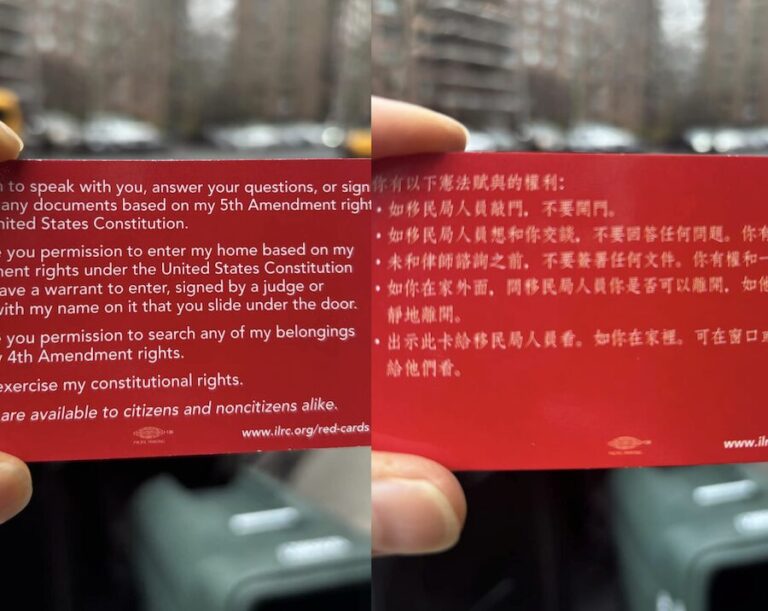 to speak with you, answer your questions, or sign
any documents based on my 5th Amendment right
nited States Constitution.
you permission to enter my home based on my
ment rights under the United States Constitution
ave a warrant to enter, signed by a judge or
with my name on it that you slide under the door.
you permission to search any of my belongings
4th Amendment rights.
exercise my constitutional rights.
are available to citizens and noncitizens alike.
www.ilrc.org/red-cards
你有以下憲法賦與的權利：
• 如移民局人員敲門，不要開門。
• 如移民局人員想和你交談，不要回答任何問題。你有
• 未和律師諮詢之前，不要簽署任何文件。你有權和一
• 如你在家外面，問移民局人員你是否可以離開，如他
靜地離開。
• 出示此卡給移民局人員看。如你在家裡。可在窗口或
給他們看。
www.il